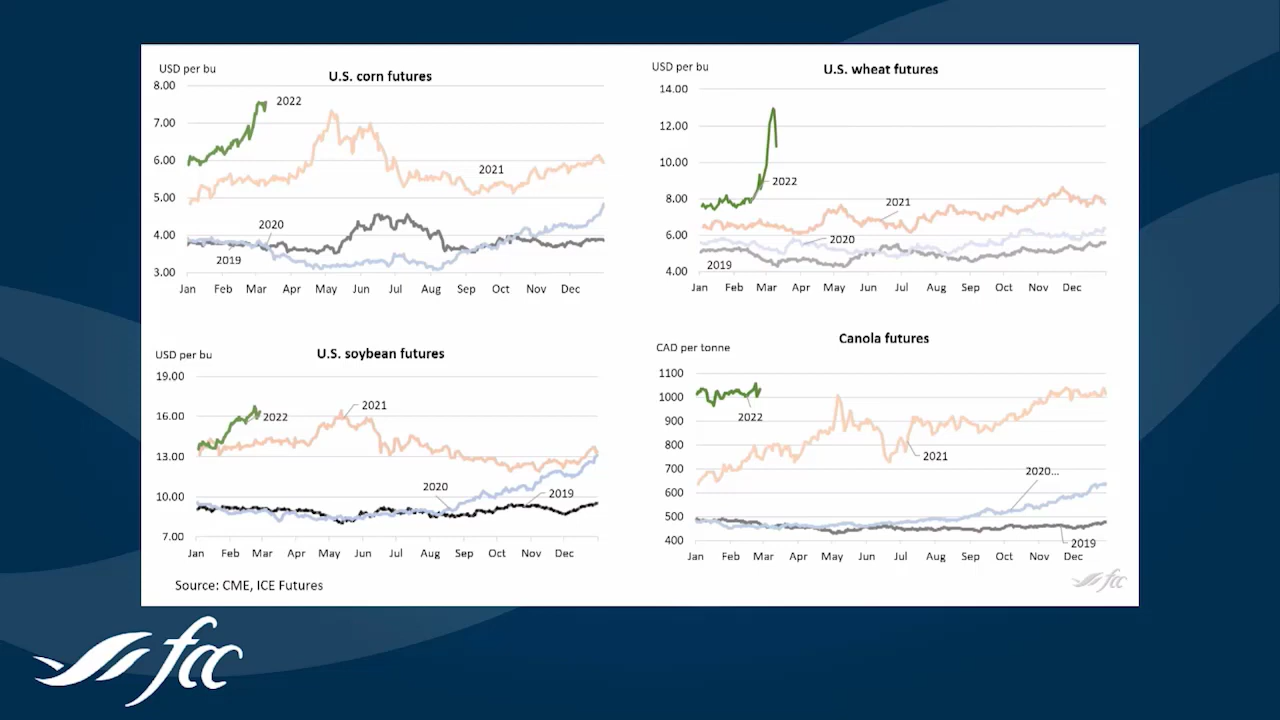 USD per bu
U.S. corn futures
8.00
7.00
6.00
5.00
4.00
3.00
2022
2021
2020
2019
Jan Feb Mar Apr May Jun Jul Aug Sep Oct Nov Dec
USD per bu
U.S. wheat futures
14.00
12.00
10.00
8.00
6.00
4.00
2022
2021
2020
2019
Jan Feb Mar Apr May Jun Jul Aug Sep Oct Nov Dec
USD per bu
U.S. soybean futures
19.00
16.00
13.00
10.00
7.00
2022
2021
2020
2019
Jan Feb Mar Apr May Jun Jul Aug Sep Oct Nov Dec
CAD per tonne
Canola futures
1100
1000
900
800
700
600
500
400
2022
2021
2020...
2019
Jan Feb Mar Apr May Jun Jul Aug Sep Oct Nov Dec
Source: CME, ICE Futures
fcc
fcc